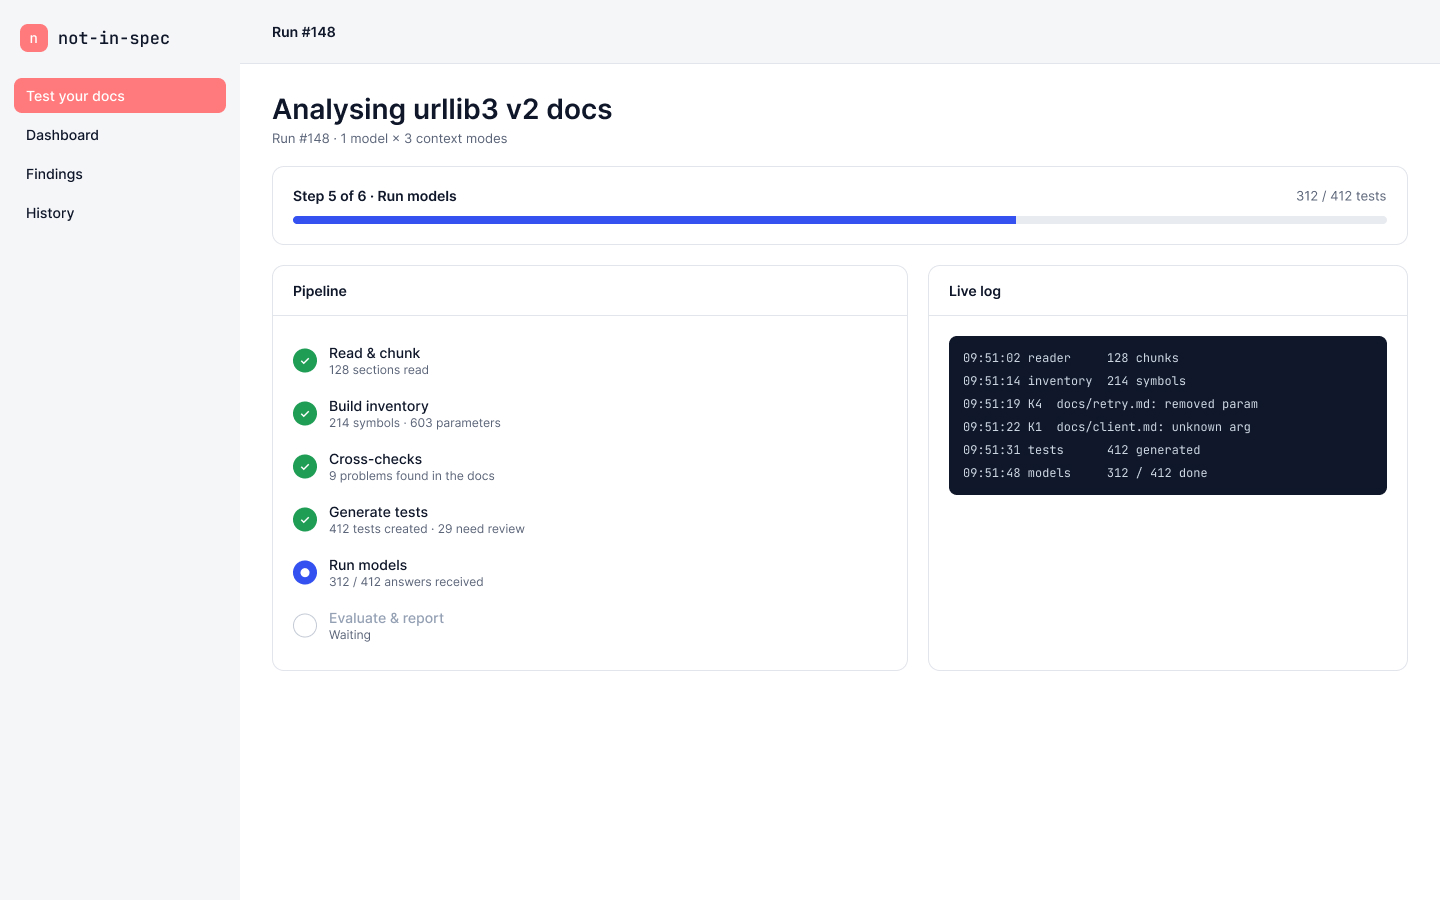 n not-in-spec
Test your docs
Dashboard
Findings
History
Run #148
Analysing urllib3 v2 docs
Run #148 · 1 model × 3 context modes
Step 5 of 6 · Run models
312 / 412 tests
Pipeline
Read & chunk
128 sections read
Build inventory
214 symbols · 603 parameters
Cross-checks
9 problems found in the docs
Generate tests
412 tests created · 29 need review
Run models
312 / 412 answers received
Evaluate & report
Waiting
Live log
09:51:02 reader     128 chunks
09:51:14 inventory  214 symbols
09:51:19 K4  docs/retry.md: removed param
09:51:22 K1  docs/client.md: unknown arg
09:51:31 tests      412 generated
09:51:48 models     312 / 412 done